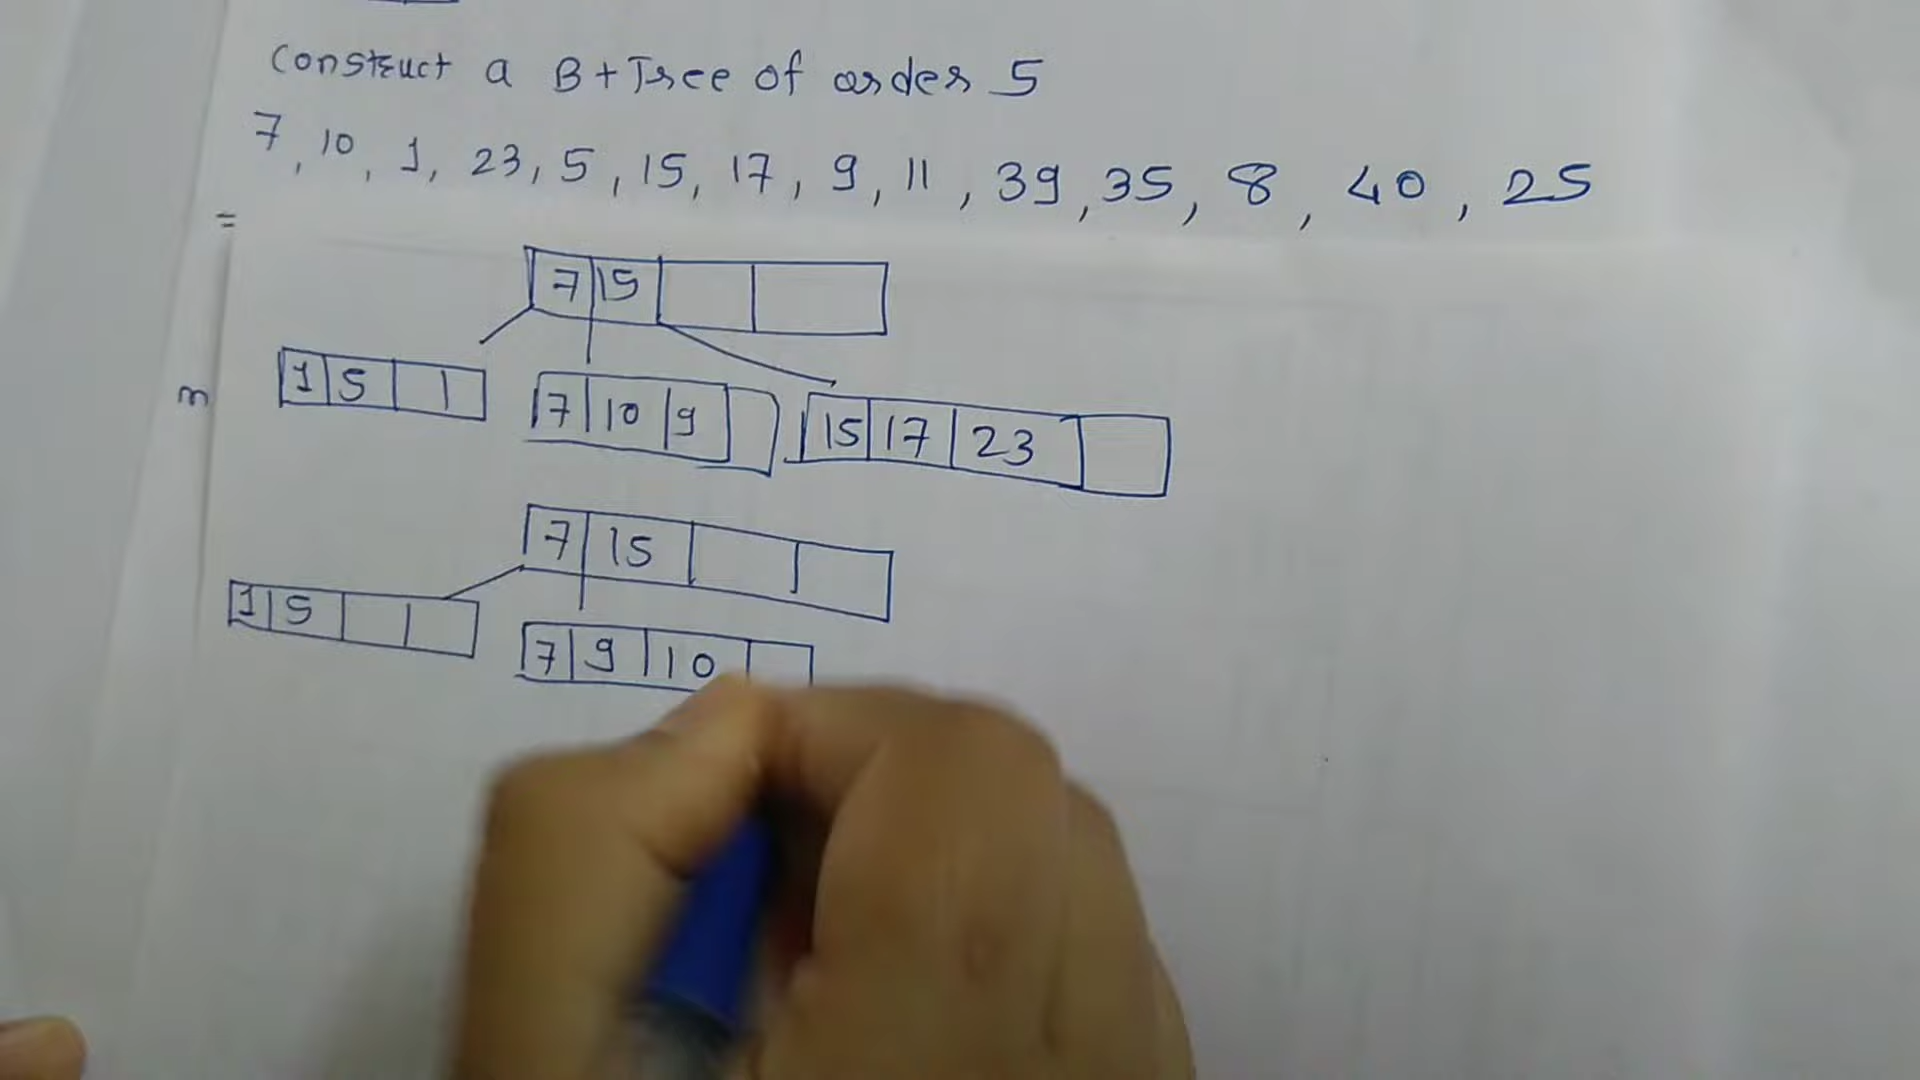 Construct a B+Tree of order 5
7, 10, 1, 23, 5, 15, 17, 9, 11, 39, 35, 8, 40, 25
=
7 15
1 5
7 10 9
15 17 23
7 15
1 5
7 9 10